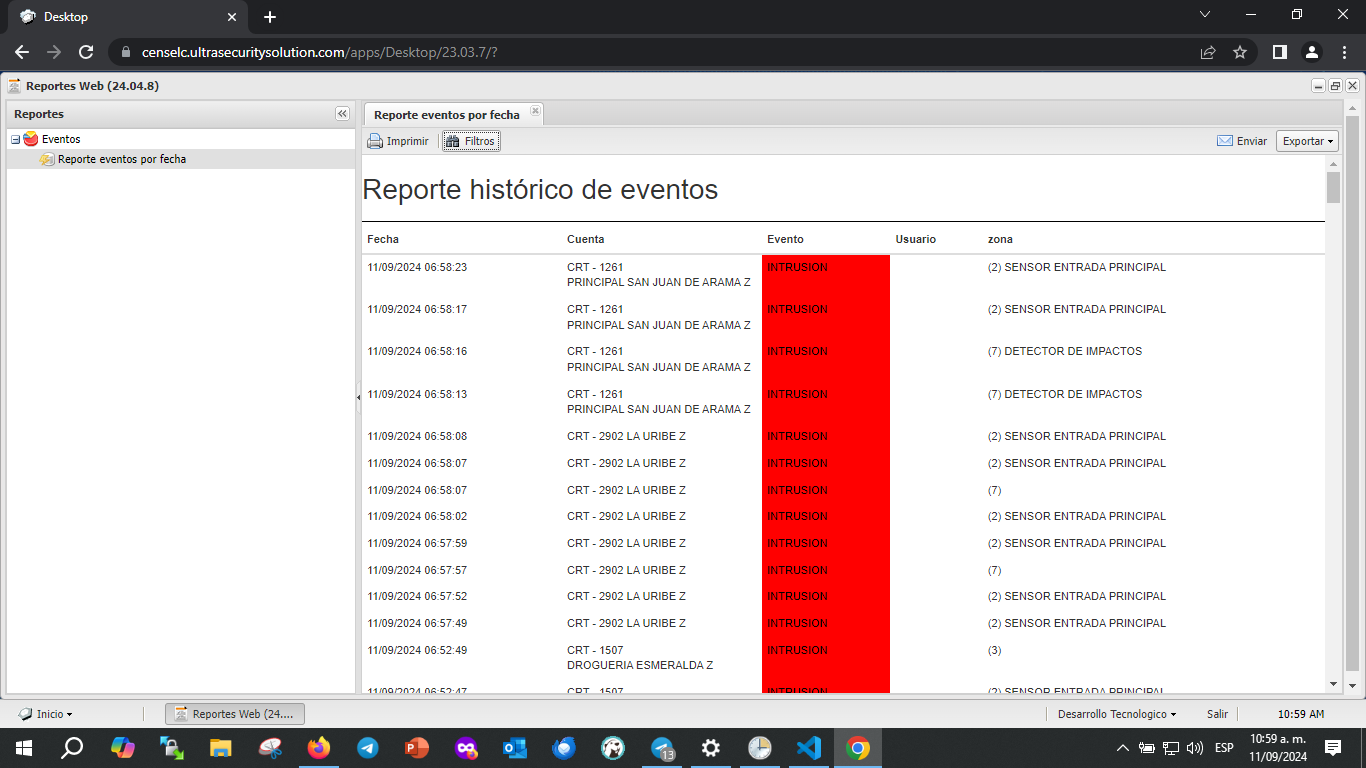 Desktop
censelc.ultrasecuritysolution.com/apps/Desktop/23.03.7/?
Reportes Web (24.04.8)
Reportes
Eventos
Reporte eventos por fecha
Reporte eventos por fecha
Imprimir Filtros Enviar Exportar
Reporte histórico de eventos
Fecha Cuenta Evento Usuario zona
11/09/2024 06:58:23 CRT - 1261 INTRUSION (2) SENSOR ENTRADA PRINCIPAL
PRINCIPAL SAN JUAN DE ARAMA Z
11/09/2024 06:58:17 CRT - 1261 INTRUSION (2) SENSOR ENTRADA PRINCIPAL
PRINCIPAL SAN JUAN DE ARAMA Z
11/09/2024 06:58:16 CRT - 1261 INTRUSION (7) DETECTOR DE IMPACTOS
PRINCIPAL SAN JUAN DE ARAMA Z
11/09/2024 06:58:13 CRT - 1261 INTRUSION (7) DETECTOR DE IMPACTOS
PRINCIPAL SAN JUAN DE ARAMA Z
11/09/2024 06:58:08 CRT - 2902 LA URIBE Z INTRUSION (2) SENSOR ENTRADA PRINCIPAL
11/09/2024 06:58:07 CRT - 2902 LA URIBE Z INTRUSION (2) SENSOR ENTRADA PRINCIPAL
11/09/2024 06:58:07 CRT - 2902 LA URIBE Z INTRUSION (7)
11/09/2024 06:58:02 CRT - 2902 LA URIBE Z INTRUSION (2) SENSOR ENTRADA PRINCIPAL
11/09/2024 06:57:59 CRT - 2902 LA URIBE Z INTRUSION (2) SENSOR ENTRADA PRINCIPAL
11/09/2024 06:57:57 CRT - 2902 LA URIBE Z INTRUSION (7)
11/09/2024 06:57:52 CRT - 2902 LA URIBE Z INTRUSION (2) SENSOR ENTRADA PRINCIPAL
11/09/2024 06:57:49 CRT - 2902 LA URIBE Z INTRUSION (2) SENSOR ENTRADA PRINCIPAL
11/09/2024 06:52:49 CRT - 1507 INTRUSION (3)
DROGUERIA ESMERALDA Z
11/09/2024 06:52:47 CRT - 1507 INTRUSION (2) SENSOR ENTRADA PRINCIPAL
Inicio Reportes Web (24.... Desarrollo Tecnologico Salir 10:59 AM
13 ESP 10:59 a. m.
11/09/2024